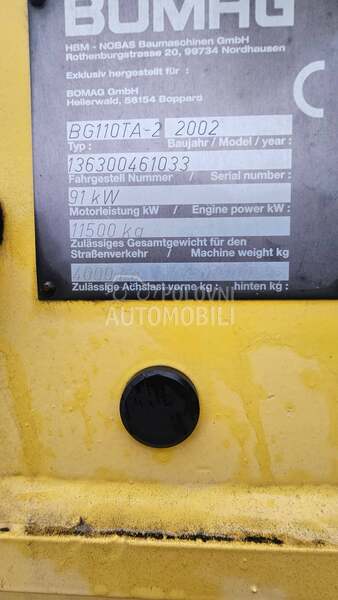 BOMAG
HBM - NOBAS Baumaschinen GmbH
Rothenburgstrasse 20, 99734 Nordhausen
Exklusiv hergestellt für :
BOMAG GmbH
Hellerwald, 56154 Boppard
BG110TA-2 2002
Typ : Baujahr / Model / year :
136300461033
Fahrgestell Nummer / Serial number :
91 kW
Motorleistung kW / Engine power kW :
11500 kg
Zulässiges Gesamtgewicht für den
Straßenverkehr / Machine weight kg
4000
Zulässige Achslast vorne kg : hinten kg :
POLOVNI
AUTOMOBILI